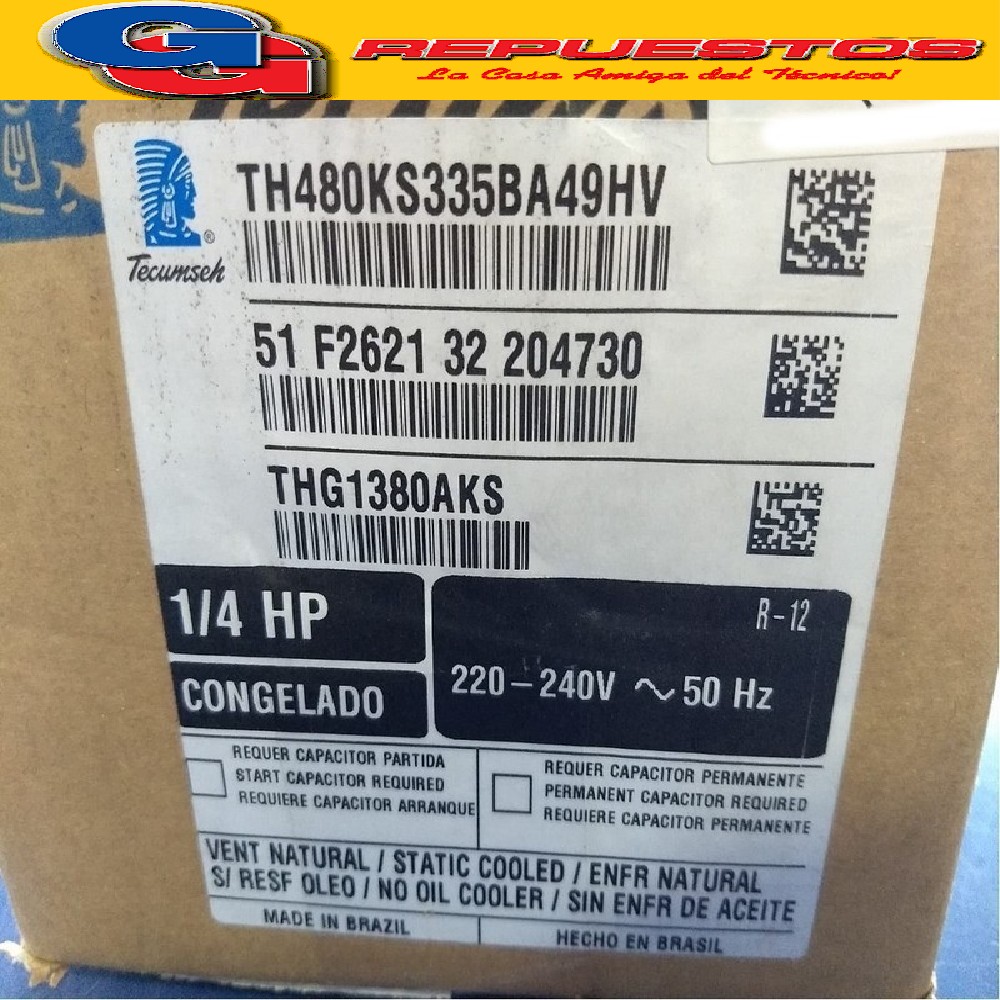 GG REPUESTOS
La Casa Amiga del Técnico!
Tecumseh
TH480KS335BA49HV
51 F2621 32 204730
THG1380AKS
1/4 HP
CONGELADO
R-12
220-240V ~ 50 Hz
REQUER CAPACITOR PARTIDA
START CAPACITOR REQUIRED
REQUIERE CAPACITOR ARRANQUE
REQUER CAPACITOR PERMANENTE
PERMANENT CAPACITOR REQUIRED
REQUIERE CAPACITOR PERMANENTE
VENT NATURAL / STATIC COOLED / ENFR NATURAL
S/ RESF OLEO / NO OIL COOLER / SIN ENFR DE ACEITE
MADE IN BRAZIL
HECHO EN BRASIL